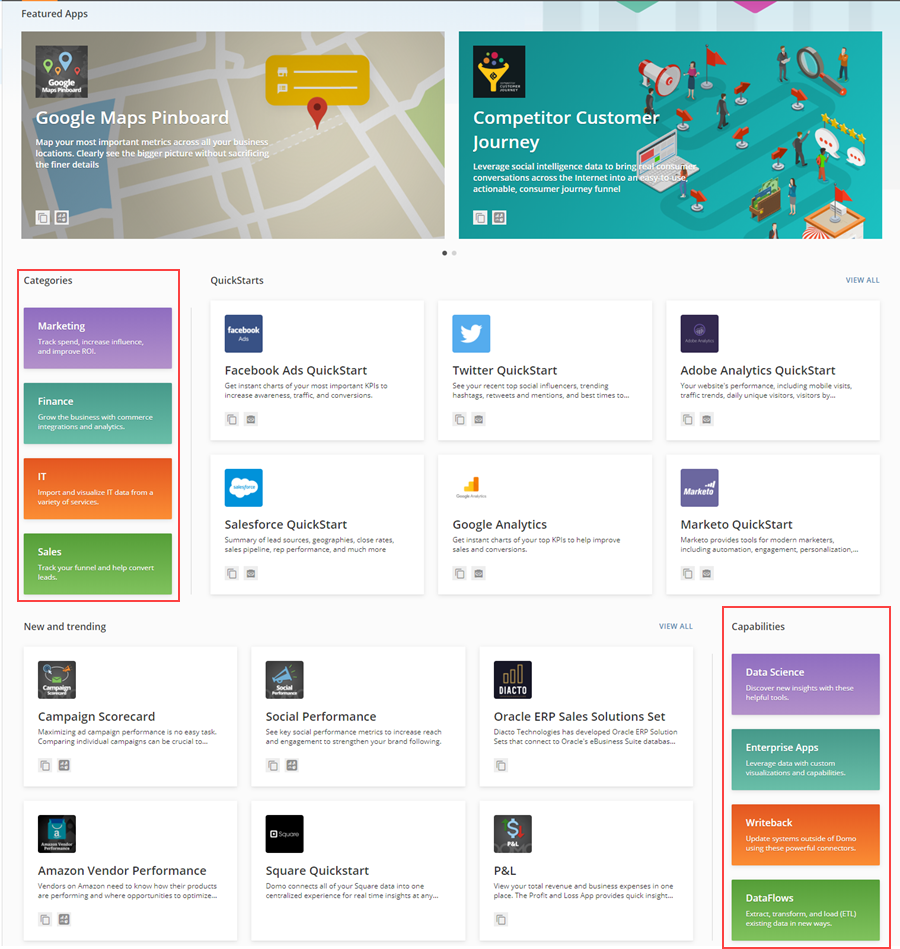 Featured Apps
Google
Maps Pinboard
Google Maps Pinboard
Map your most important metrics across all your business
locations. Clearly see the bigger picture without sacrificing
the finer details
CUSTOMER
JOURNEY
Competitor Customer
Journey
Leverage social intelligence data to bring real consumer
conversations across the Internet into an easy-to-use,
actionable, consumer journey funnel
Categories
Marketing
Track spend, increase influence,
and improve ROI.
Finance
Grow the business with commerce
integrations and analytics.
IT
Import and visualize IT data from a
variety of services.
Sales
Track your funnel and help convert
leads.
QuickStarts
VIEW ALL
facebook
Ads
Facebook Ads QuickStart
Get instant charts of your most important KPIs to
increase awareness, traffic, and conversions.
Twitter QuickStart
See your recent top social influencers, trending
hashtags, retweets and mentions, and best times to...
Adobe Analytics
Adobe Analytics QuickStart
Your website's performance, including mobile visits,
traffic trends, daily unique visitors, visitors by...
salesforce
Salesforce QuickStart
Summary of lead sources, geographies, close rates,
sales pipeline, rep performance, and much more
Google Analytics
Google Analytics
Get instant charts of your top KPIs to help improve
sales and conversions.
Marketo
Marketo QuickStart
Marketo provides tools for modern marketers,
including automation, engagement, personalization,...
New and trending
VIEW ALL
Campaign
Scorecard
Campaign Scorecard
Maximizing ad campaign performance is no easy task.
Comparing individual campaigns can be crucial to...
Social
Performance
Social Performance
See key social performance metrics to increase reach
and engagement to strengthen your brand following.
DIACTO
Oracle ERP Sales Solutions Set
Diacto Technologies has developed Oracle ERP Solution
Sets that connect to Oracle's eBusiness Suite databas...
Amazon Vendor
Performance
Amazon Vendor Performance
Vendors on Amazon need to know how their products
are performing and where opportunities to optimize...
Square
Square Quickstart
Domo connects all of your Square data into one
centralized experience for real time insights at any...
P&L
P&L
View your total revenue and business expenses in one
place. The Profit and Loss App provides quick insight...
Capabilities
Data Science
Discover new insights with these
helpful tools.
Enterprise Apps
Leverage data with custom
visualizations and capabilities.
Writeback
Update systems outside of Domo
using these powerful connectors.
DataFlows
Extract, transform, and load (ETL)
existing data in new ways.